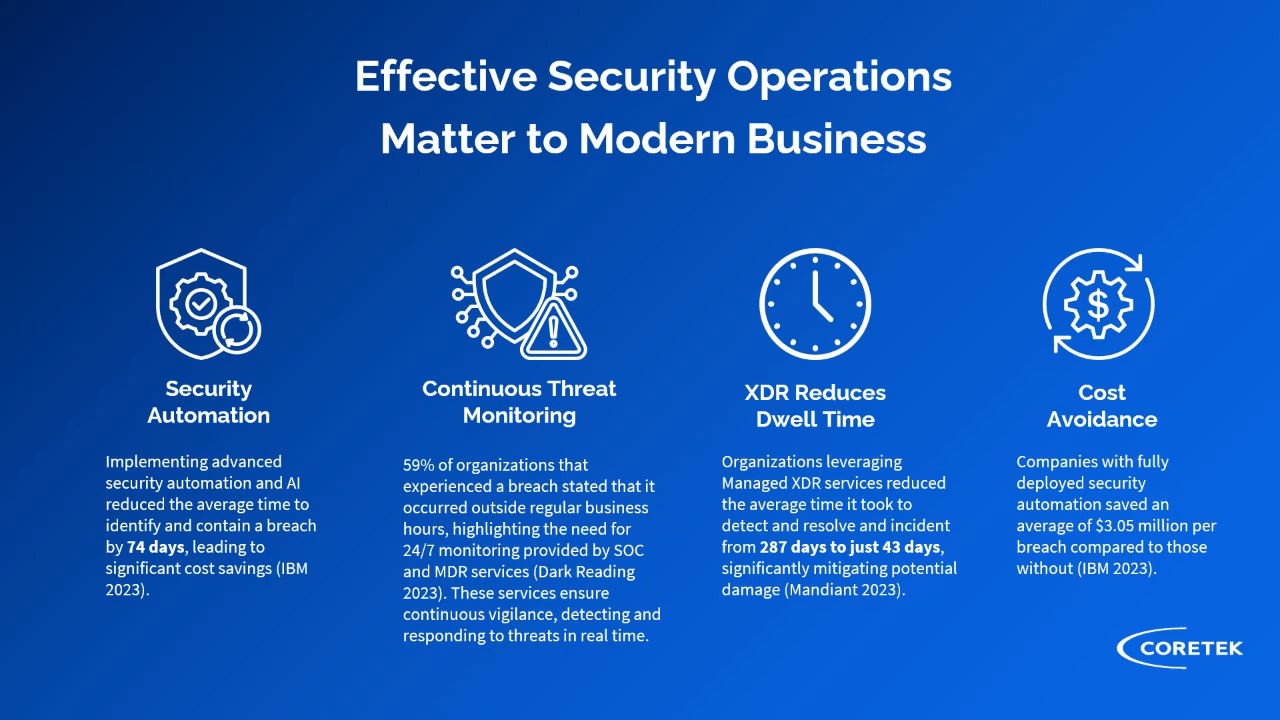 Effective Security Operations
Matter to Modern Business
Security
Automation
Implementing advanced
security automation and AI
reduced the average time to
identify and contain a breach
by 74 days, leading to
significant cost savings (IBM
2023).
Continuous Threat
Monitoring
59% of organizations that
experienced a breach stated that it
occurred outside regular business
hours, highlighting the need for
24/7 monitoring provided by SOC
and MDR services (Dark Reading
2023). These services ensure
continuous vigilance, detecting and
responding to threats in real time.
XDR Reduces
Dwell Time
Organizations leveraging
Managed XDR services reduced
the average time it took to
detect and resolve and incident
from 287 days to just 43 days,
significantly mitigating potential
damage (Mandiant 2023).
Cost
Avoidance
Companies with fully
deployed security
automation saved an
average of $3.05 million per
breach compared to those
without (IBM 2023).
CORETEK